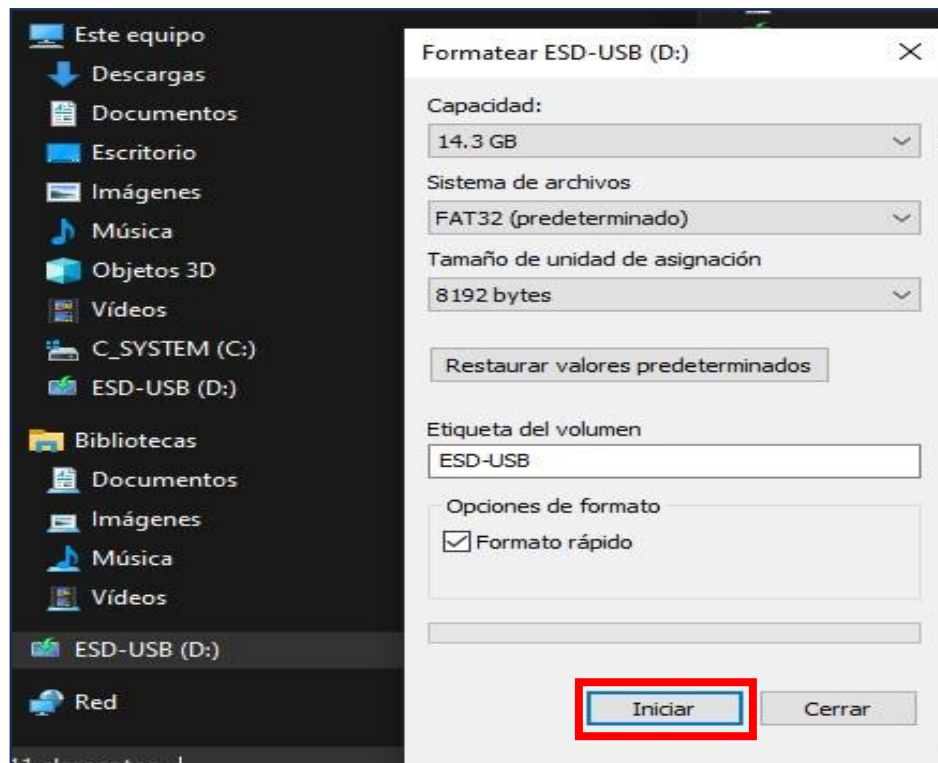 Este equipo
Descargas
Documentos
Escritorio
Imágenes
Música
Objetos 3D
Vídeos
C_SYSTEM (C:)
ESD-USB (D:)
Bibliotecas
Documentos
Imágenes
Música
Vídeos
ESD-USB (D:)
Red
Formatear ESD-USB (D:)
Capacidad:
14.3 GB
Sistema de archivos
FAT32 (predeterminado)
Tamaño de unidad de asignación
8192 bytes
Restaurar valores predeterminados
Etiqueta del volumen
ESD-USB
Opciones de formato
Formato rápido
Iniciar
Cerrar